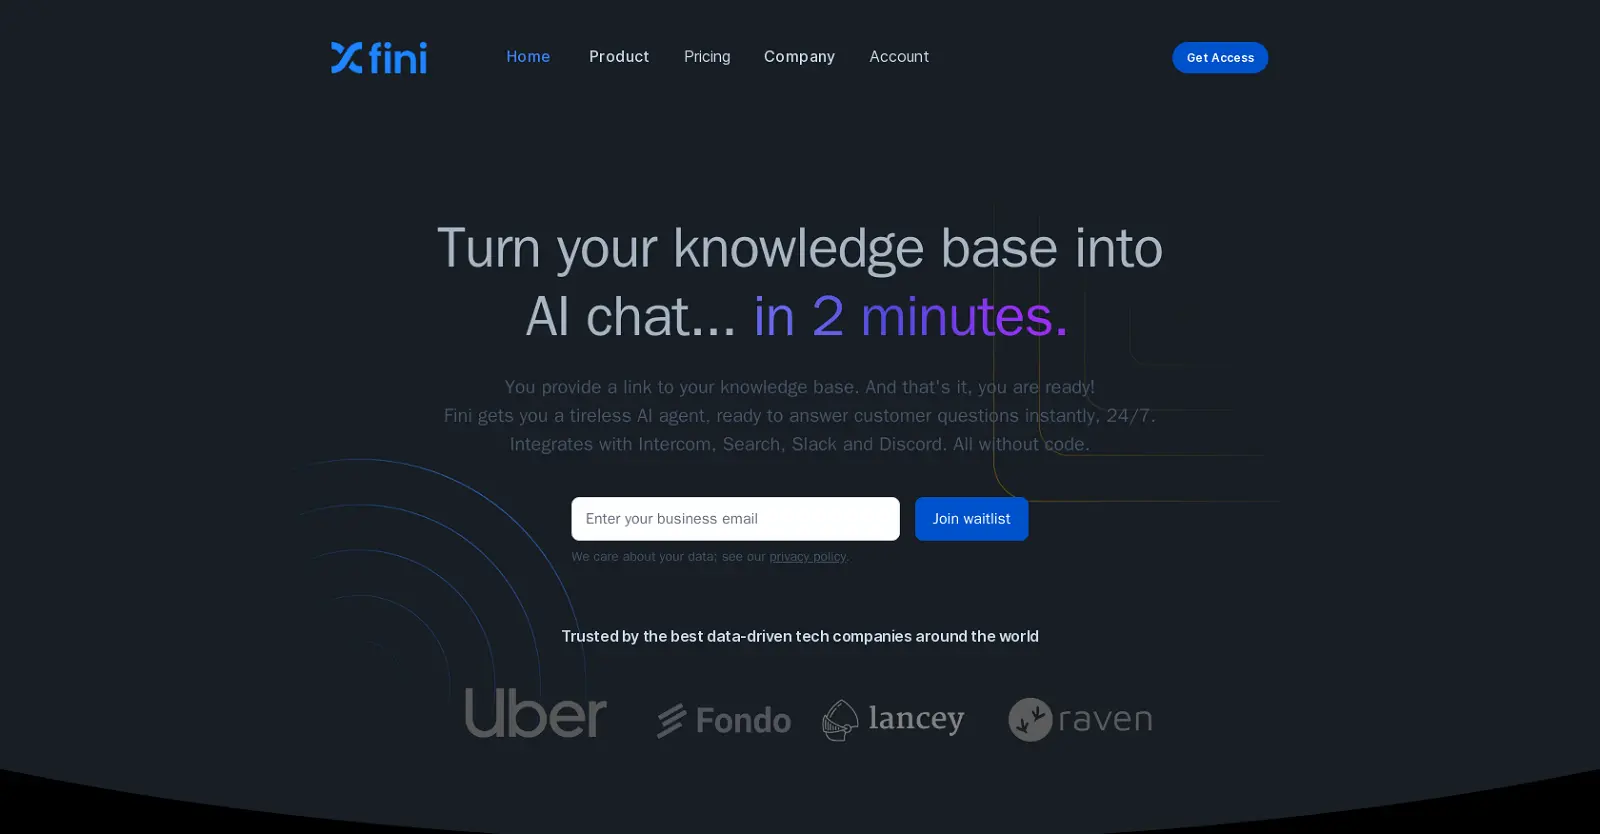 fini
Home Product Pricing Company Account
Get Access
Turn your knowledge base into
AI chat... in 2 minutes.
You provide a link to your knowledge base. And that's it, you are ready!
Fini gets you a tireless AI agent, ready to answer customer questions instantly, 24/7.
Integrates with Intercom, Search, Slack and Discord. All without code.
Enter your business email
Join waitlist
We care about your data; see our privacy policy.
Trusted by the best data-driven tech companies around the world
Uber Fondo lancey raven